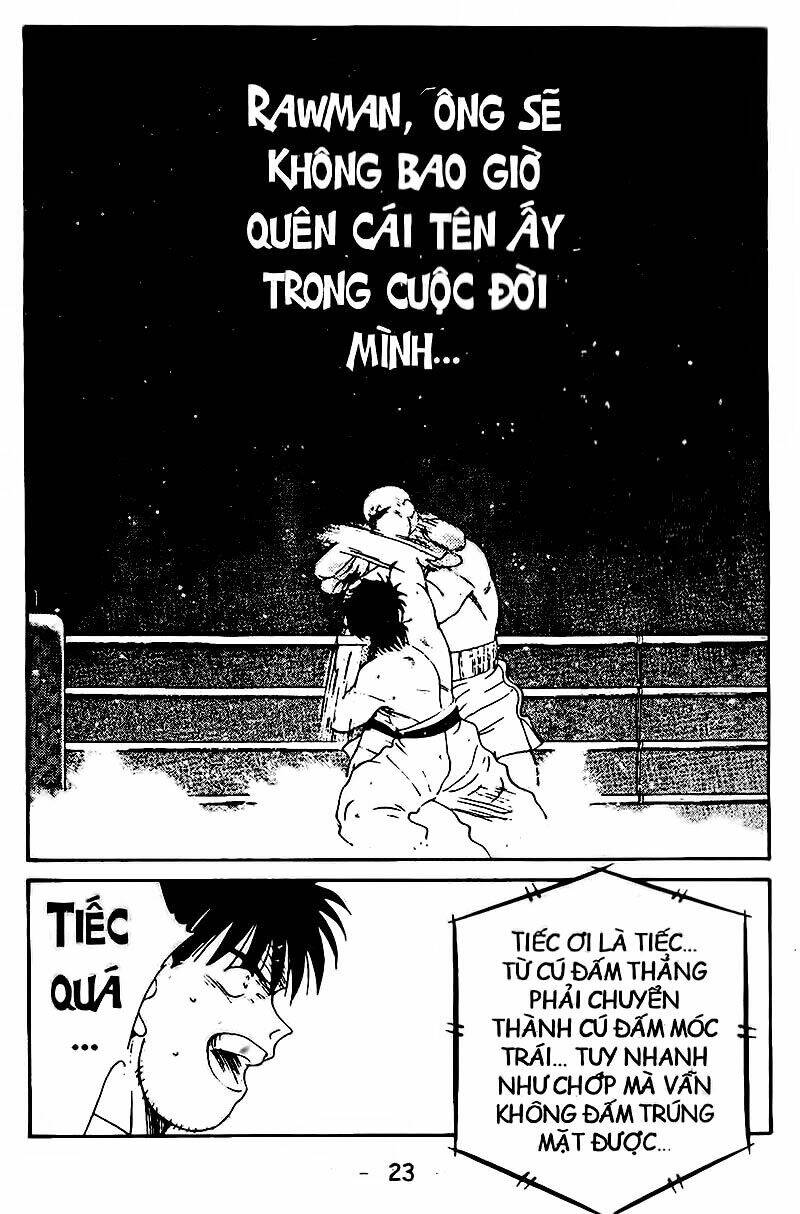 RAWMAN, ÔNG SẼ
KHÔNG BAO GIỜ
QUÊN CÁI TÊN ẤY
TRONG CUỘC ĐỜI
MÌNH...
TIẾC
QUÁ
...
TIẾC ƠI LÀ TIẾC...
TỪ CÚ ĐẤM THẲNG
PHẢI CHUYỂN
THÀNH CÚ ĐẤM MÓC
TRÁI... TUY NHANH
NHƯ CHỚP MÀ VẪN
KHÔNG ĐẤM TRÚNG
MẶT ĐƯỢC...
- 23 -